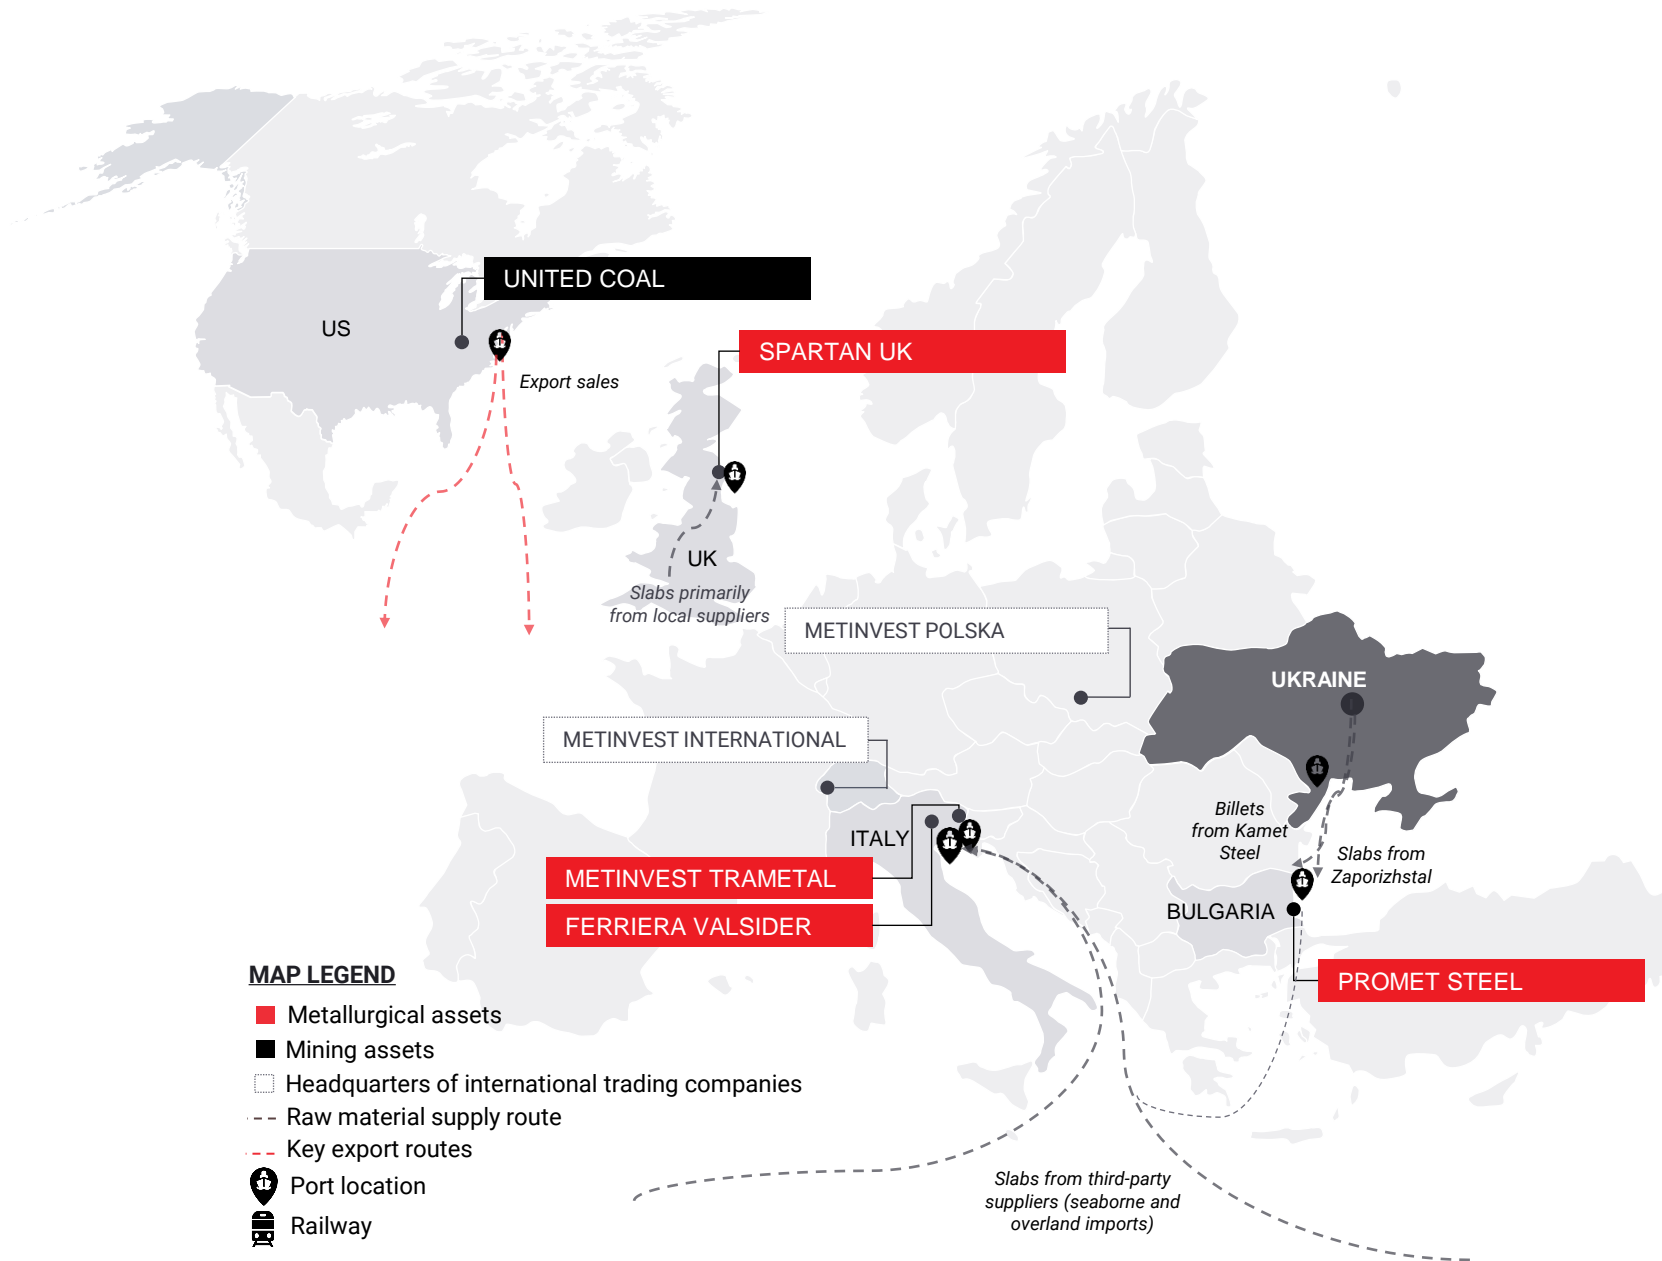 UNITED COAL
US
SPARTAN UK
Export sales
UK
Slabs primarily
from local suppliers
METINVEST POLSKA
UKRAINE
METINVEST INTERNATIONAL
Billets
from Kamet
Steel
ITALY
Slabs from
Zaporizhstal
METINVEST TRAMETAL
BULGARIA
FERRIERA VALSIDER
PROMET STEEL
MAP LEGEND
Metallurgical assets
Mining assets
Headquarters of international trading companies
Raw material supply route
Key export routes
Port location
Railway
Slabs from third-party
suppliers (seaborne and
overland imports)